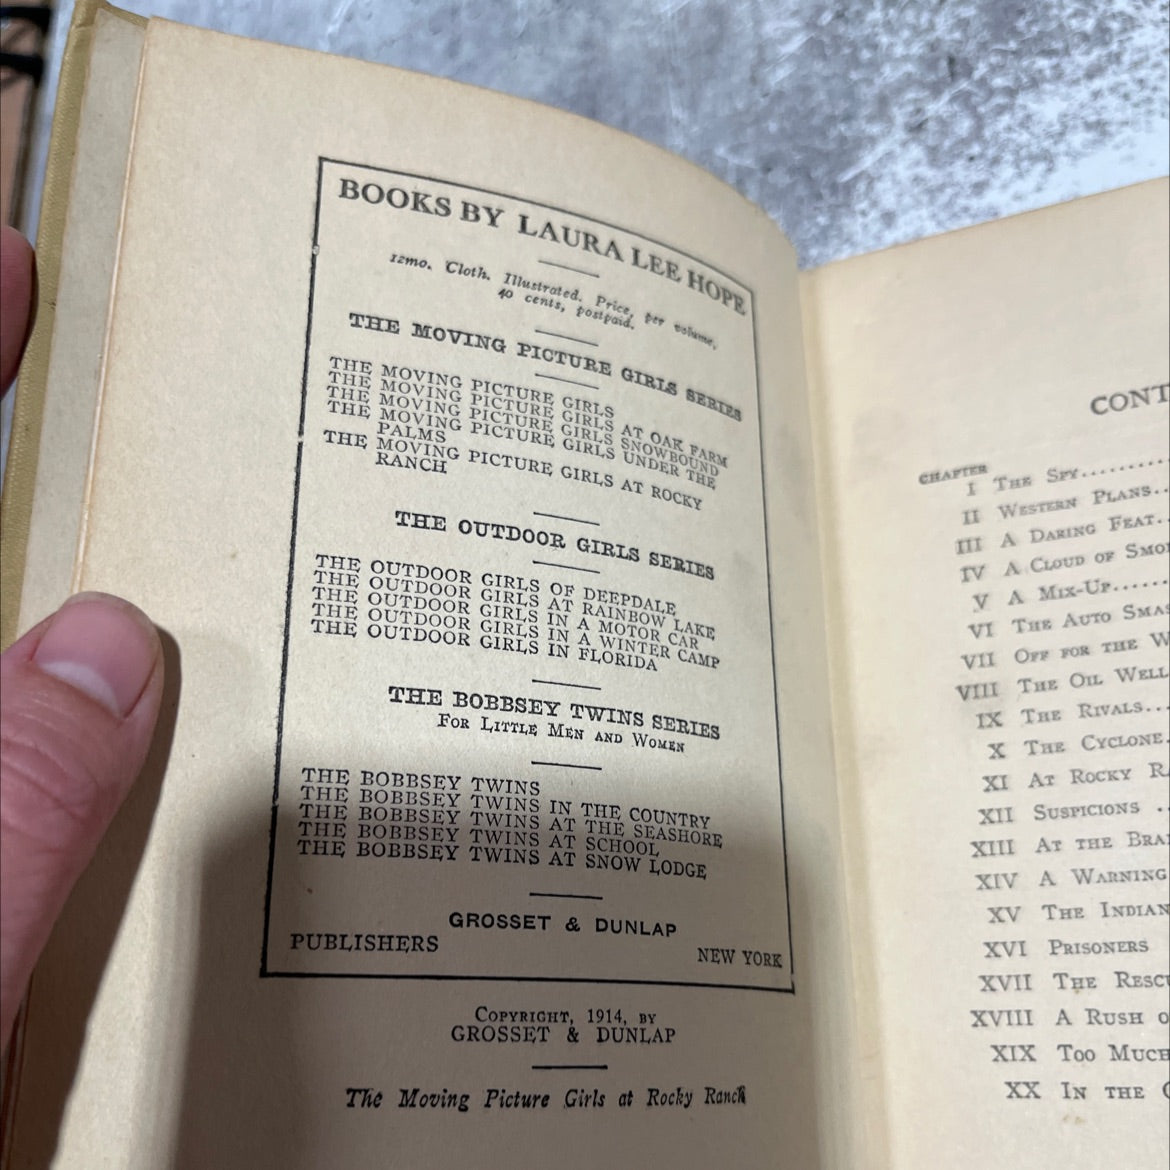 BOOKS BY LAURA LEE HOPE
12mo. Cloth. Illustrated. Price, per volume,
40 cents, postpaid.
THE MOVING PICTURE GIRLS SERIES
THE MOVING PICTURE GIRLS
THE MOVING PICTURE GIRLS AT OAK FARM
THE MOVING PICTURE GIRLS SNOWBOUND
THE MOVING PICTURE GIRLS UNDER THE
PALMS
THE MOVING PICTURE GIRLS AT ROCKY
RANCH
THE OUTDOOR GIRLS SERIES
THE OUTDOOR GIRLS OF DEEPDALE
THE OUTDOOR GIRLS AT RAINBOW LAKE
THE OUTDOOR GIRLS IN A MOTOR CAR
THE OUTDOOR GIRLS IN A WINTER CAMP
THE OUTDOOR GIRLS IN FLORIDA
THE BOBBSEY TWINS SERIES
FOR LITTLE MEN AND WOMEN
THE BOBBSEY TWINS
THE BOBBSEY TWINS IN THE COUNTRY
THE BOBBSEY TWINS AT THE SEASHORE
THE BOBBSEY TWINS AT SCHOOL
THE BOBBSEY TWINS AT SNOW LODGE
GROSSET & DUNLAP
PUBLISHERS NEW YORK
COPYRIGHT, 1914, BY
GROSSET & DUNLAP
The Moving Picture Girls at Rocky Ranch
CONT
CHAPTER
I THE SPY..........
II WESTERN PLANS..
III A DARING FEAT.
IV A CLOUD OF SMO
V A MIX-UP......
VI THE AUTO SMAS
VII OFF FOR THE W
VIII THE OIL WELL
IX THE RIVALS...
X THE CYCLONE.
XI AT ROCKY RA
XII SUSPICIONS .
XIII AT THE BRA
XIV A WARNING
XV THE INDIAN
XVI PRISONERS
XVII THE RESCU
XVIII A RUSH O
XIX TOO MUCH
XX IN THE